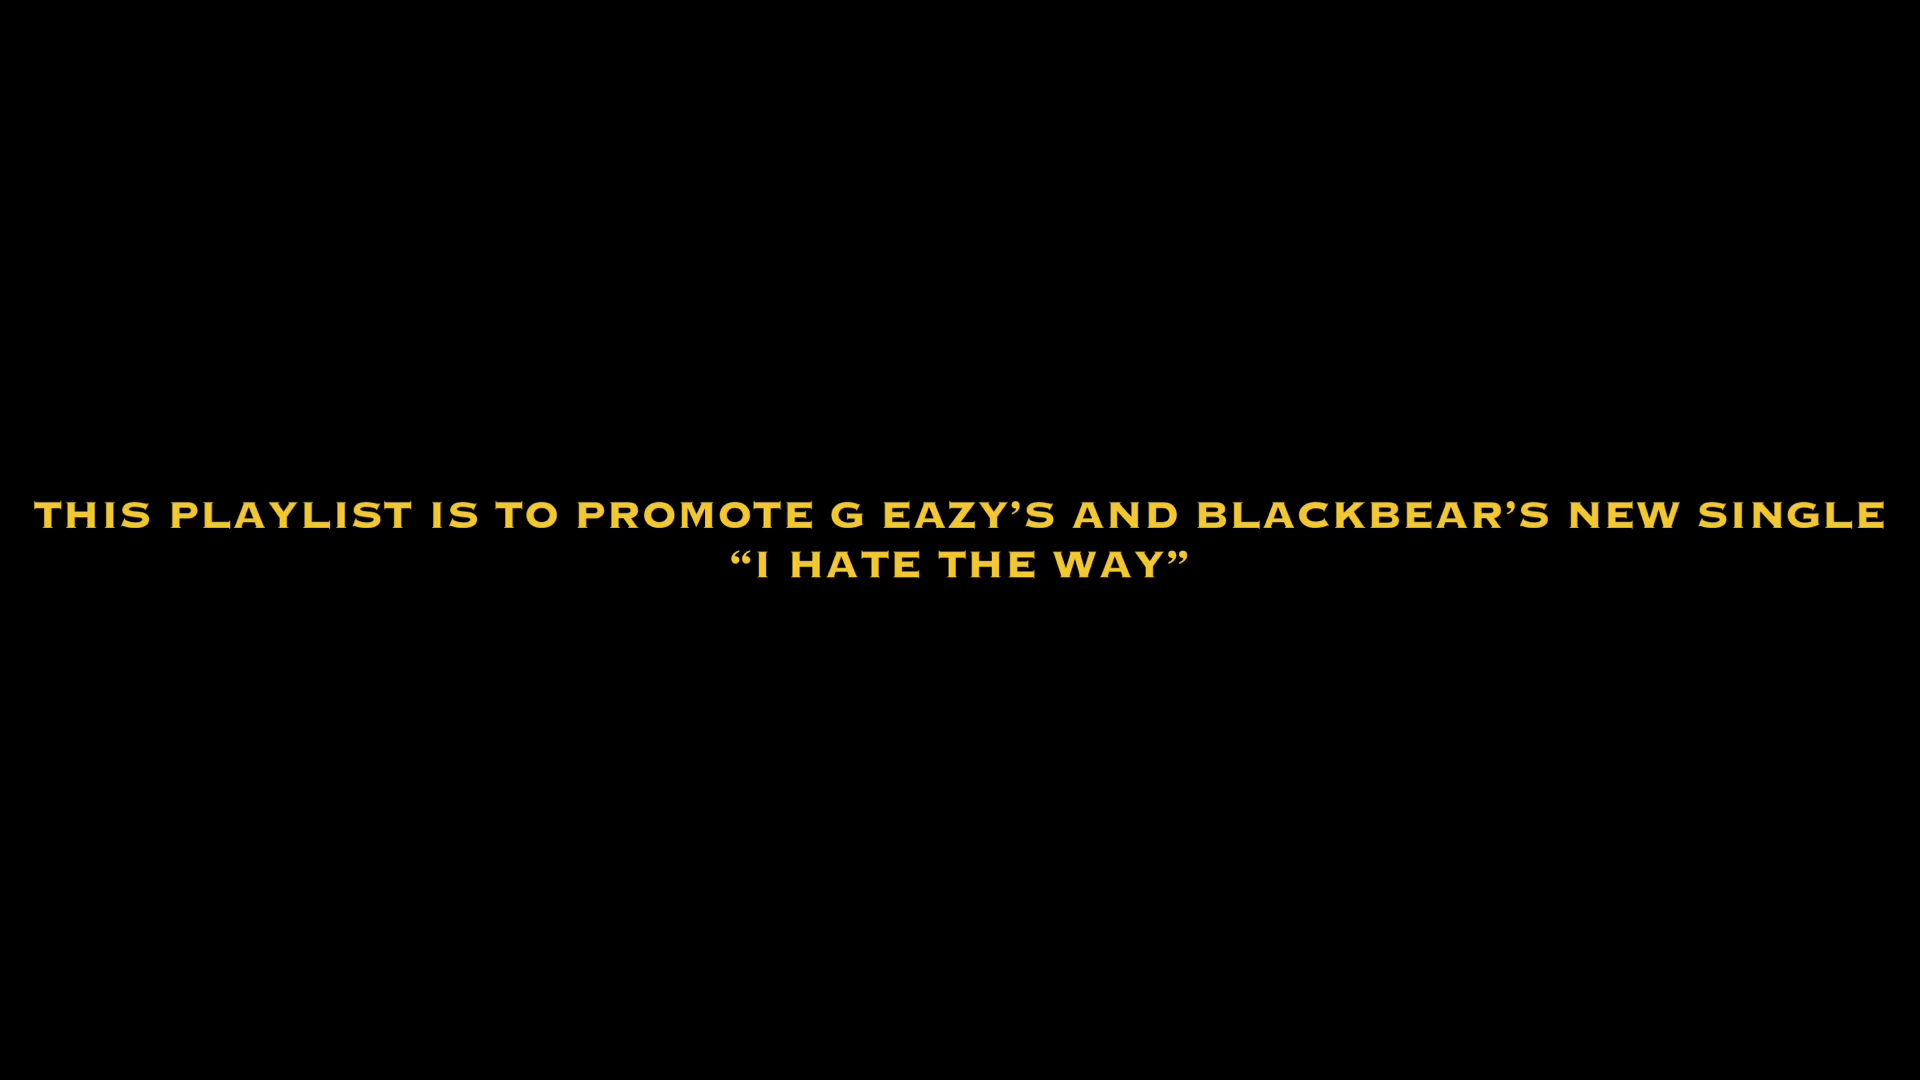 THIS PLAYLIST IS TO PROMOTE G EAZY’S AND BLACKBEAR’S NEW SINGLE
“I HATE THE WAY”